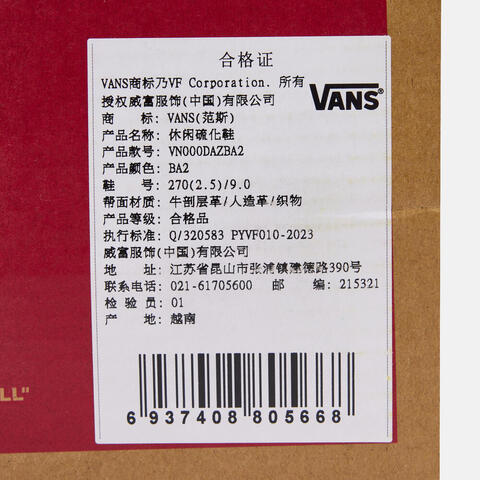 合格证
VANS商标乃VF Corporation. 所有
授权威富服饰(中国)有限公司
VANS
商 标: VANS(范斯)
产品名称: 休闲硫化鞋
产品款号: VN000DAZBA2
产品颜色: BA2
鞋 号: 270(2.5)/9.0
帮面材质: 牛剖层革/人造革/织物
产品等级: 合格品
执行标准: Q/320583 PYVF010-2023
威富服饰(中国)有限公司
地 址: 江苏省昆山市张浦镇建德路390号
联系电话: 021-61705600 邮 编: 215321
检 验 员: 01
产 地: 越南
6 937408 805668
LL"